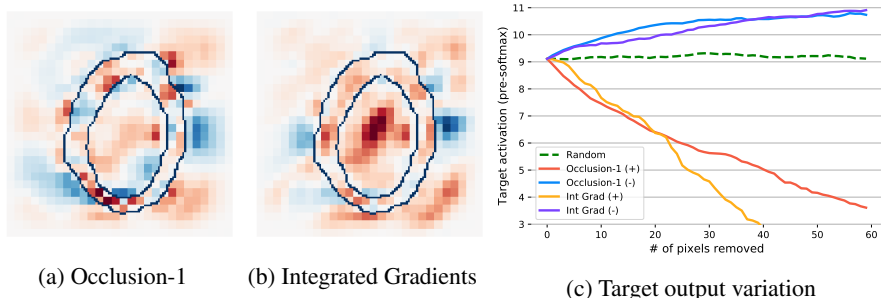 11
10
9
8
7
6
5
4
3
Target activation (pre-softmax)
Random
Occlusion-1 (+)
Occlusion-1 (-)
Int Grad (+)
Int Grad (-)
0 10 20 30 40 50 60
# of pixels removed
(a) Occlusion-1
(b) Integrated Gradients
(c) Target output variation